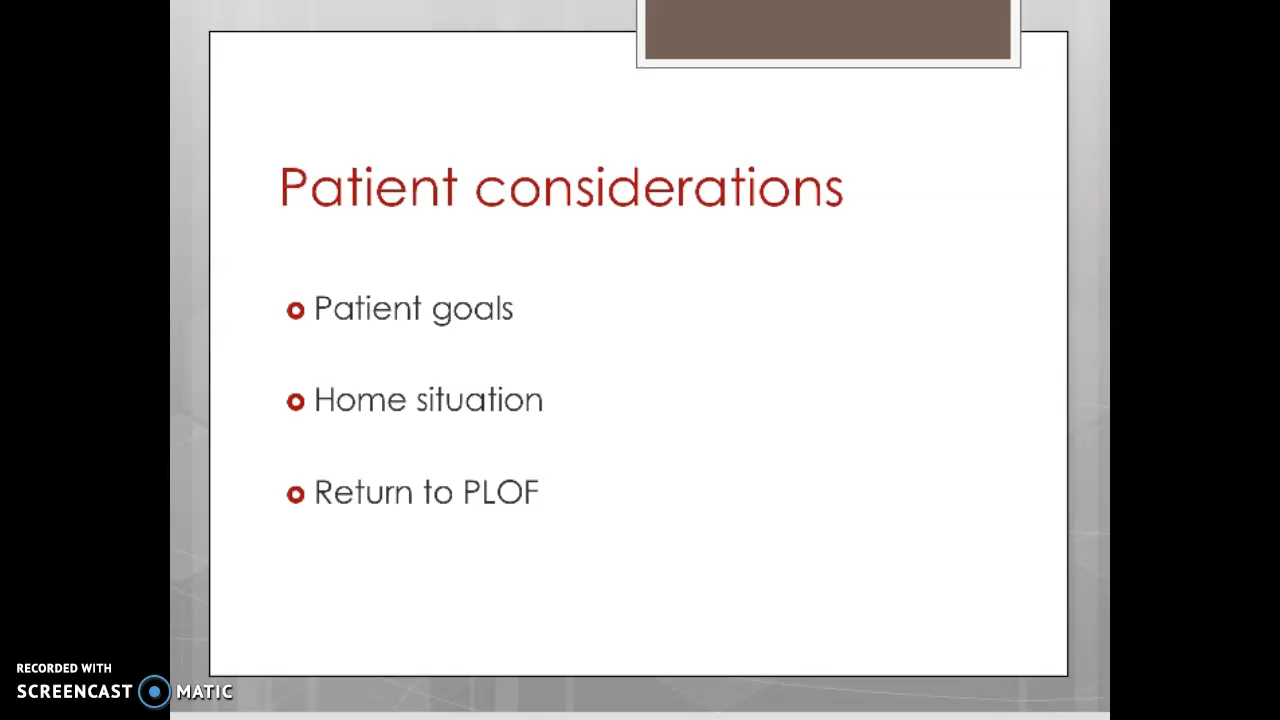 Patient considerations
Patient goals
Home situation
Return to PLOF
RECORDED WITH
SCREENCAST MATIC